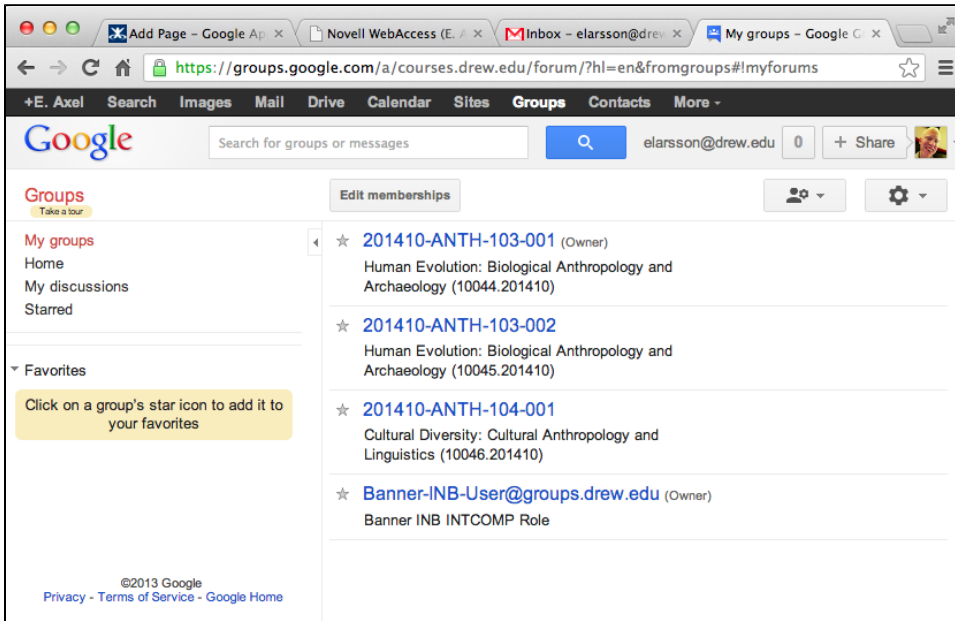 Add Page – Google Ap
Novell WebAccess (E. A
Inbox – elarsson@drew
My groups – Google G
https://groups.google.com/a/courses.drew.edu/forum/?hl=en&fromgroups#!myforums
+E. Axel Search Images Mail Drive Calendar Sites Groups Contacts More
Google Search for groups or messages elarsson@drew.edu 0 + Share
Groups
Take a tour
Edit memberships
My groups
Home
My discussions
Starred
Favorites
Click on a group's star icon to add it to
your favorites
201410-ANTH-103-001 (Owner)
Human Evolution: Biological Anthropology and
Archaeology (10044.201410)
201410-ANTH-103-002
Human Evolution: Biological Anthropology and
Archaeology (10045.201410)
201410-ANTH-104-001
Cultural Diversity: Cultural Anthropology and
Linguistics (10046.201410)
Banner-INB-User@groups.drew.edu (Owner)
Banner INB INTCOMP Role
©2013 Google
Privacy - Terms of Service - Google Home